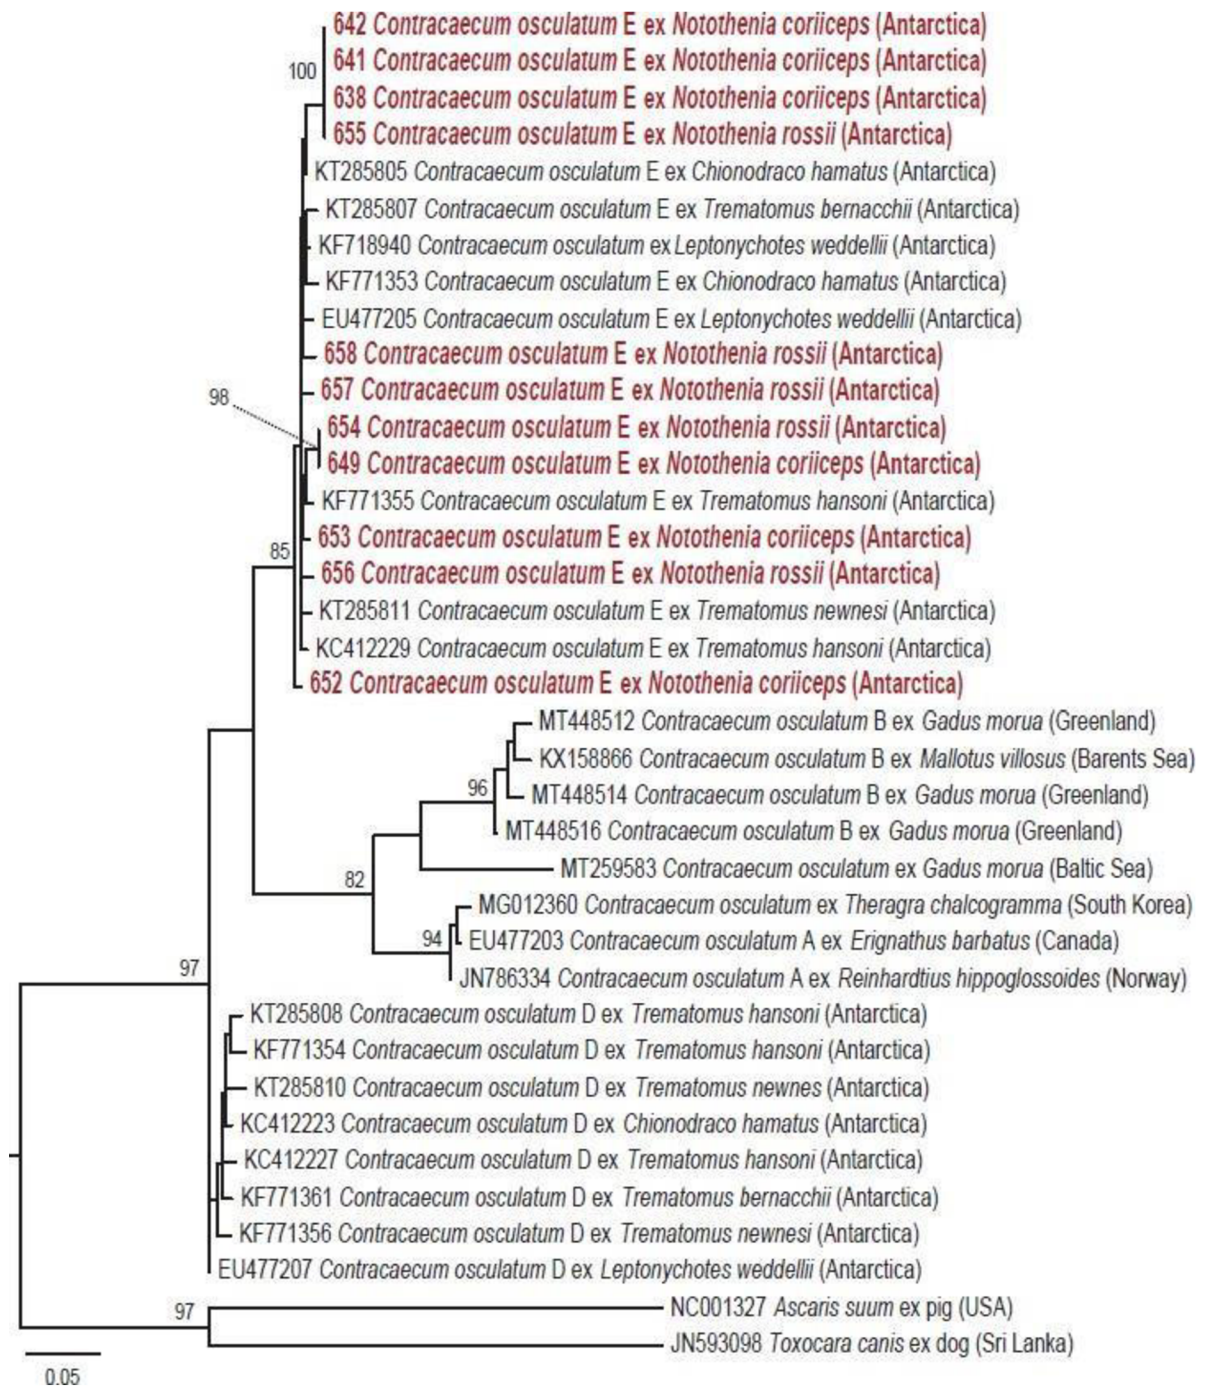 642 Contracaecum osculatum E ex Notothenia coriiceps (Antarctica)
641 Contracaecum osculatum E ex Notothenia coriiceps (Antarctica)
100
638 Contracaecum osculatum E ex Notothenia coriiceps (Antarctica)
655 Contracaecum osculatum E ex Notothenia rossii (Antarctica)
KT285805 Contracaecum osculatum E ex Chionodraco hamatus (Antarctica)
KT285807 Contracaecum osculatum E ex Trematomus bernacchii (Antarctica)
KF718940 Contracaecum osculatum ex Leptonychotes weddellii (Antarctica)
KF771353 Contracaecum osculatum E ex Chionodraco hamatus (Antarctica)
EU477205 Contracaecum osculatum E ex Leptonychotes weddellii (Antarctica)
658 Contracaecum osculatum E ex Notothenia rossii (Antarctica)
657 Contracaecum osculatum E ex Notothenia rossii (Antarctica)
98
654 Contracaecum osculatum E ex Notothenia rossii (Antarctica)
649 Contracaecum osculatum E ex Notothenia coriiceps (Antarctica)
KF771355 Contracaecum osculatum E ex Trematomus hansoni (Antarctica)
653 Contracaecum osculatum E ex Notothenia coriiceps (Antarctica)
85
656 Contracaecum osculatum E ex Notothenia rossii (Antarctica)
KT285811 Contracaecum osculatum E ex Trematomus newnesi (Antarctica)
KC412229 Contracaecum osculatum E ex Trematomus hansoni (Antarctica)
652 Contracaecum osculatum E ex Notothenia coriiceps (Antarctica)
MT448512 Contracaecum osculatum B ex Gadus morua (Greenland)
KX158866 Contracaecum osculatum B ex Mallotus villosus (Barents Sea)
96
MT448514 Contracaecum osculatum B ex Gadus morua (Greenland)
MT448516 Contracaecum osculatum B ex Gadus morua (Greenland)
MT259583 Contracaecum osculatum ex Gadus morua (Baltic Sea)
82
MG012360 Contracaecum osculatum ex Theragra chalcogramma (South Korea)
94
EU477203 Contracaecum osculatum A ex Erignathus barbatus (Canada)
JN786334 Contracaecum osculatum A ex Reinhardtius hippoglossoides (Norway)
97
KT285808 Contracaecum osculatum D ex Trematomus hansoni (Antarctica)
KF771354 Contracaecum osculatum D ex Trematomus hansoni (Antarctica)
KT285810 Contracaecum osculatum D ex Trematomus newnes (Antarctica)
KC412223 Contracaecum osculatum D ex Chionodraco hamatus (Antarctica)
KC412227 Contracaecum osculatum D ex Trematomus hansoni (Antarctica)
KF771361 Contracaecum osculatum D ex Trematomus bernacchii (Antarctica)
KF771356 Contracaecum osculatum D ex Trematomus newnesi (Antarctica)
EU477207 Contracaecum osculatum D ex Leptonychotes weddellii (Antarctica)
97
NC001327 Ascaris suum ex pig (USA)
JN593098 Toxocara canis ex dog (Sri Lanka)
0.05